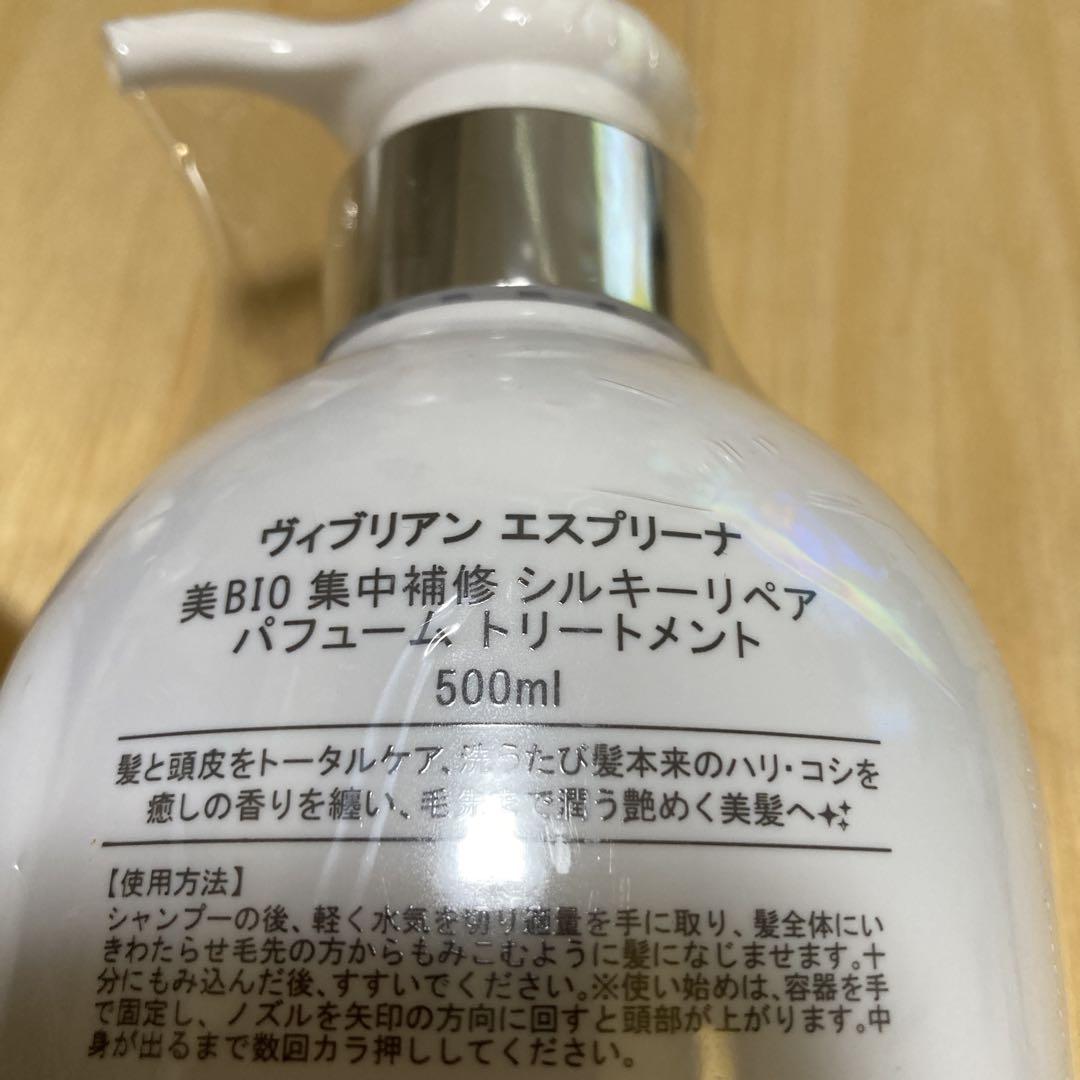 ヴィブリアン エスプリーナ
美BIO 集中補修 シルキーリペア
パフューム トリートメント
500ml
髪と頭皮をトータルケア、洗うたび髪本来のハリ・コシを
癒しの香りを纏い、毛先まで潤う艶めく美髪へ✨
【使用方法】
シャンプーの後、軽く水気を切り適量を手に取り、髪全体にい
きわたらせ毛先の方からもみこむように髪になじませます。十
分にもみ込んだ後、すすいでください。※使い始めは、容器を手
で固定し、ノズルを矢印の方向に回すと頭部が上がります。中
身が出るまで数回カラ押ししてください。